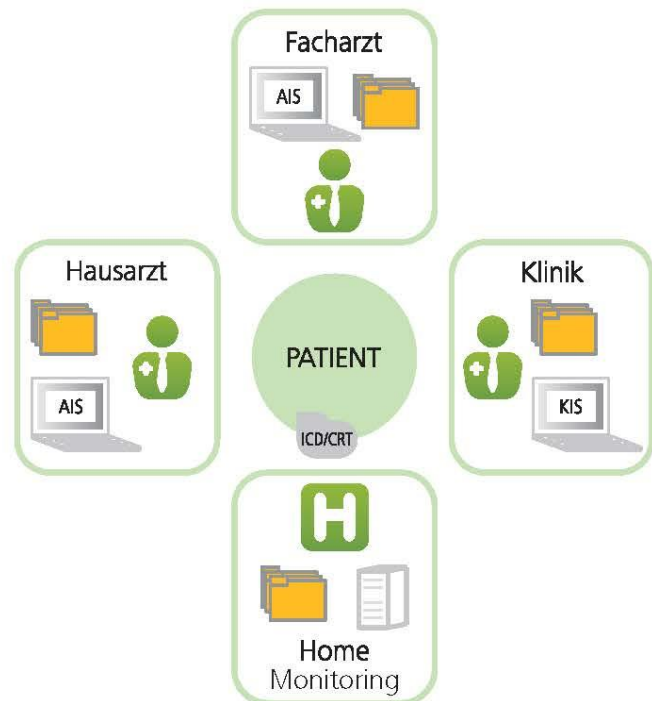 Facharzt
AIS
Hausarzt
AIS
PATIENT
ICD/CRT
Klinik
KIS
H
Home
Monitoring